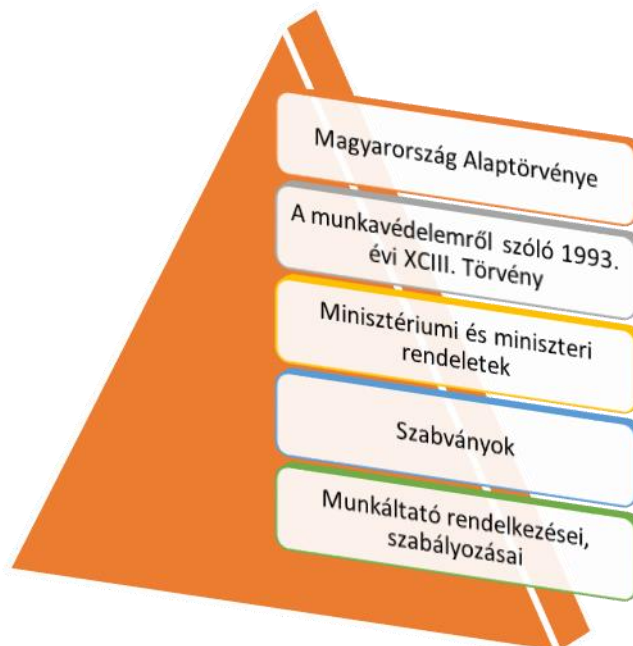 Magyarország Alaptörvénye
A munkavédelemről szóló 1993.
évi XCIII. Törvény
Minisztériumi és miniszteri
rendeletek
Szabványok
Munkáltató rendelkezései,
szabályozásai